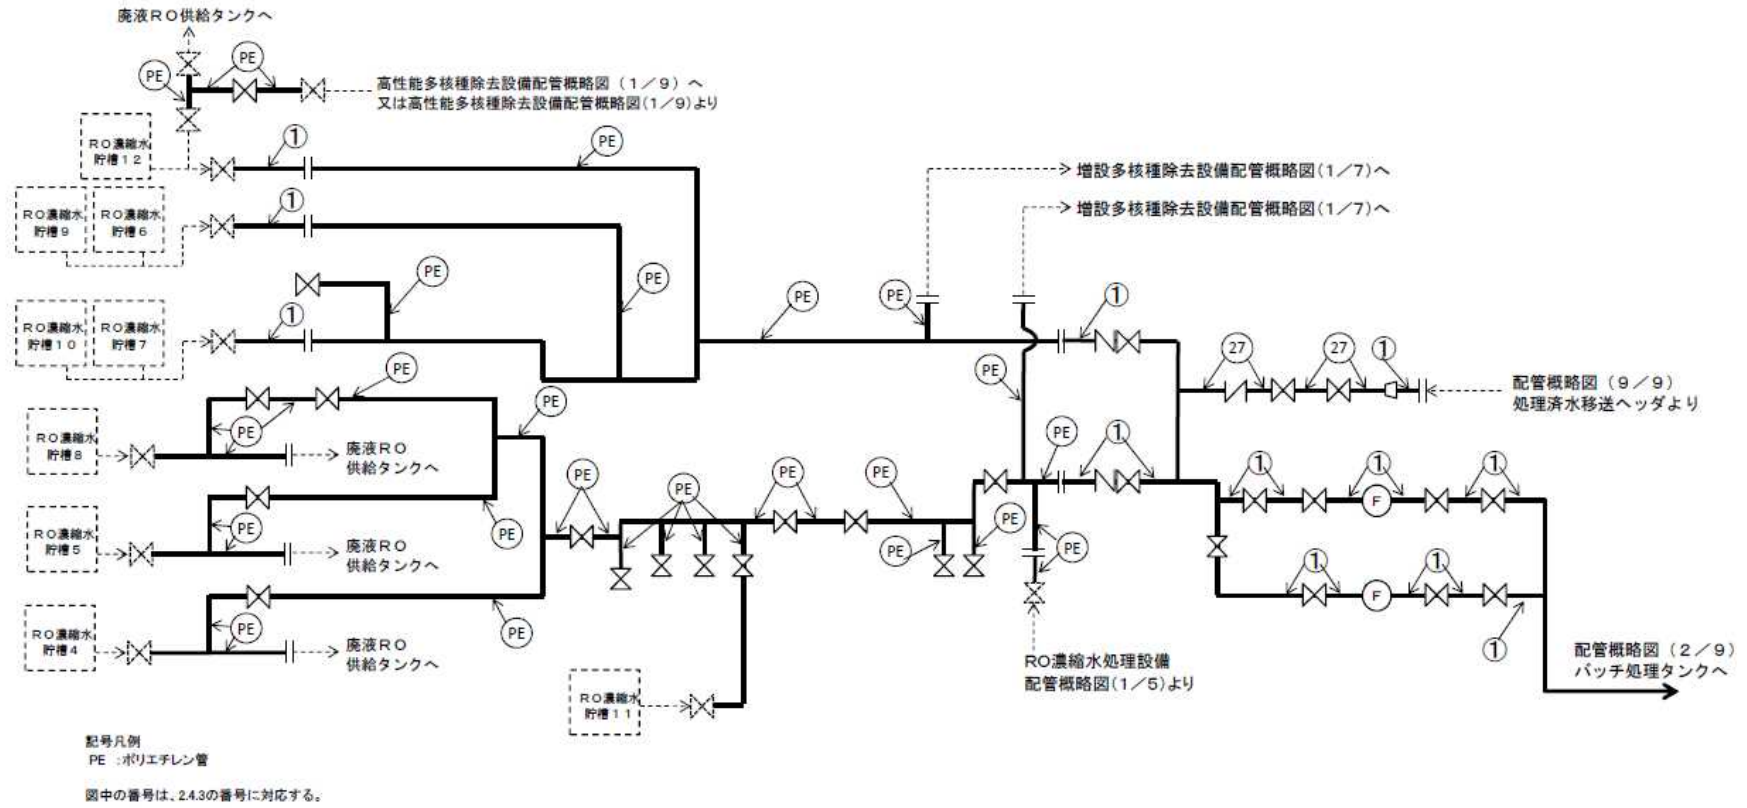 廃液RO供給タンクへ
PE
PE
高性能多核種除去設備配管概略図（1／9）へ
又は高性能多核種除去設備配管概略図(1／9)より
RO濃縮水
貯槽12
①
PE
増設多核種除去設備配管概略図(1／7)へ
RO濃縮水
貯槽9
RO濃縮水
貯槽6
①
増設多核種除去設備配管概略図(1／7)へ
PE
PE
PE
PE
①
RO濃縮水
貯槽10
RO濃縮水
貯槽7
①
27
27
①
PE
PE
配管概略図（9／9）
処理済水移送ヘッダより
PE
RO濃縮水
貯槽8
PE
廃液RO
供給タンクへ
PE
①
PE
PE
PE
PE
PE
①
①
①
F
RO濃縮水
貯槽5
PE
廃液RO
供給タンクへ
PE
PE
PE
PE
①
①
F
RO濃縮水
貯槽4
PE
廃液RO
供給タンクへ
PE
①
RO濃縮水処理設備
配管概略図(1／5)より
配管概略図（2／9）
バッチ処理タンクへ
RO濃縮水
貯槽11
記号凡例
PE ：ポリエチレン管
図中の番号は、2.4.3の番号に対応する。